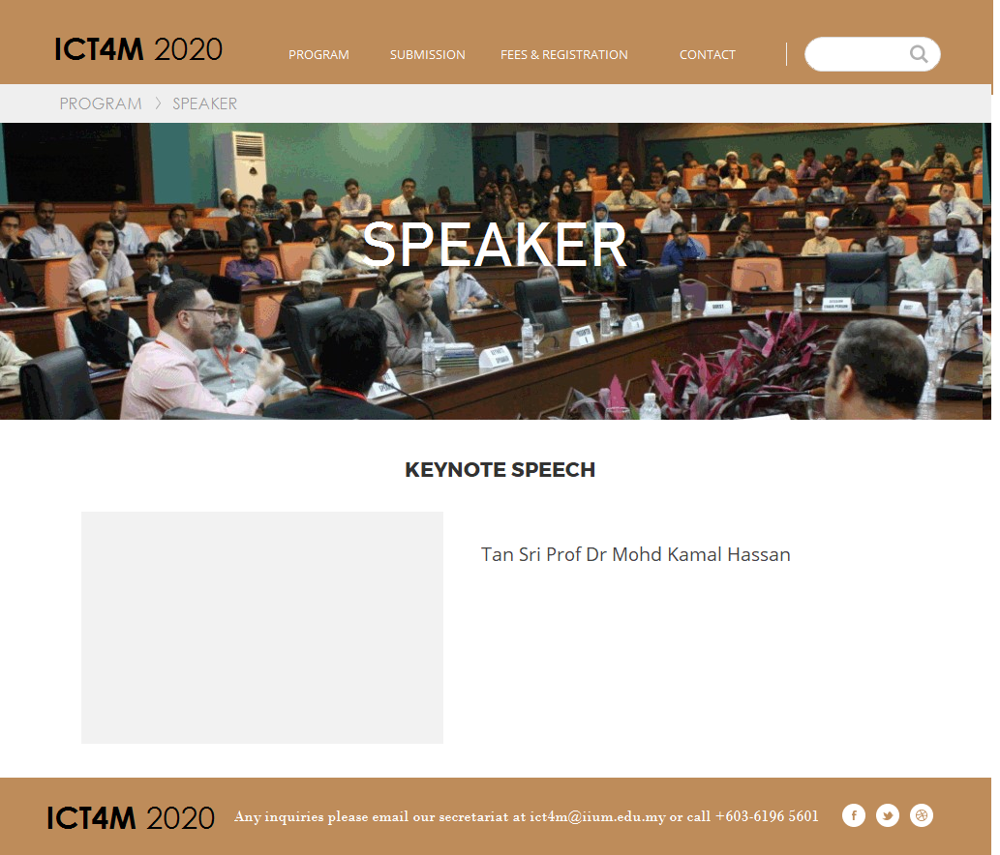 ICT4M 2020
PROGRAM SUBMISSION FEES & REGISTRATION CONTACT
PROGRAM > SPEAKER
SPEAKER
GUEST
KEYNOTE SPEECH
Tan Sri Prof Dr Mohd Kamal Hassan
ICT4M 2020 Any inquiries please email our secretariat at ict4m@iium.edu.my or call +603-6196 5601